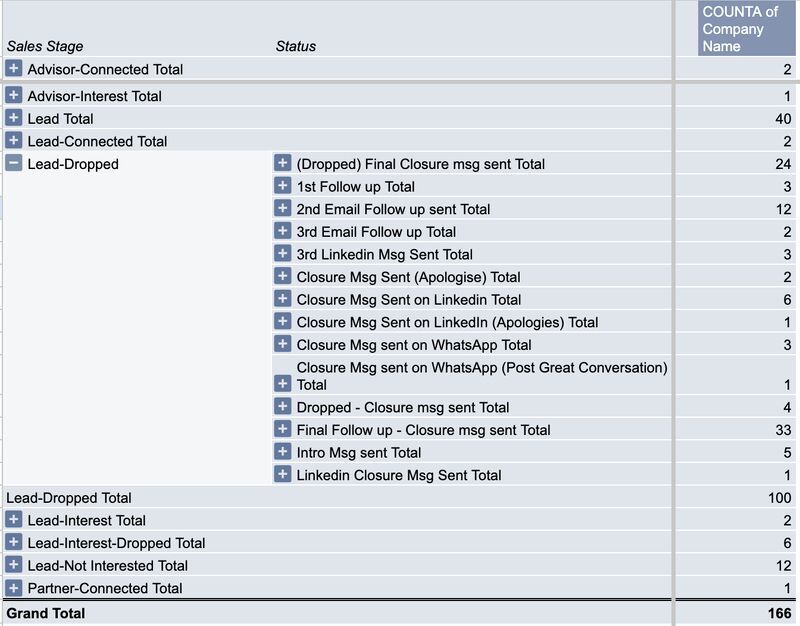 COUNTA of
Company
Name
Sales Stage Status
Advisor-Connected Total 2
Advisor-Interest Total 1
Lead Total 40
Lead-Connected Total 2
Lead-Dropped (Dropped) Final Closure msg sent Total 24
1st Follow up Total 3
2nd Email Follow up sent Total 12
3rd Email Follow up Total 2
3rd Linkedin Msg Sent Total 3
Closure Msg Sent (Apologise) Total 2
Closure Msg Sent on Linkedin Total 6
Closure Msg Sent on LinkedIn (Apologies) Total 1
Closure Msg sent on WhatsApp Total 3
Closure Msg sent on WhatsApp (Post Great Conversation)
Total 1
Dropped - Closure msg sent Total 4
Final Follow up - Closure msg sent Total 33
Intro Msg sent Total 5
Linkedin Closure Msg Sent Total 1
Lead-Dropped Total 100
Lead-Interest Total 2
Lead-Interest-Dropped Total 6
Lead-Not Interested Total 12
Partner-Connected Total 1
Grand Total 166